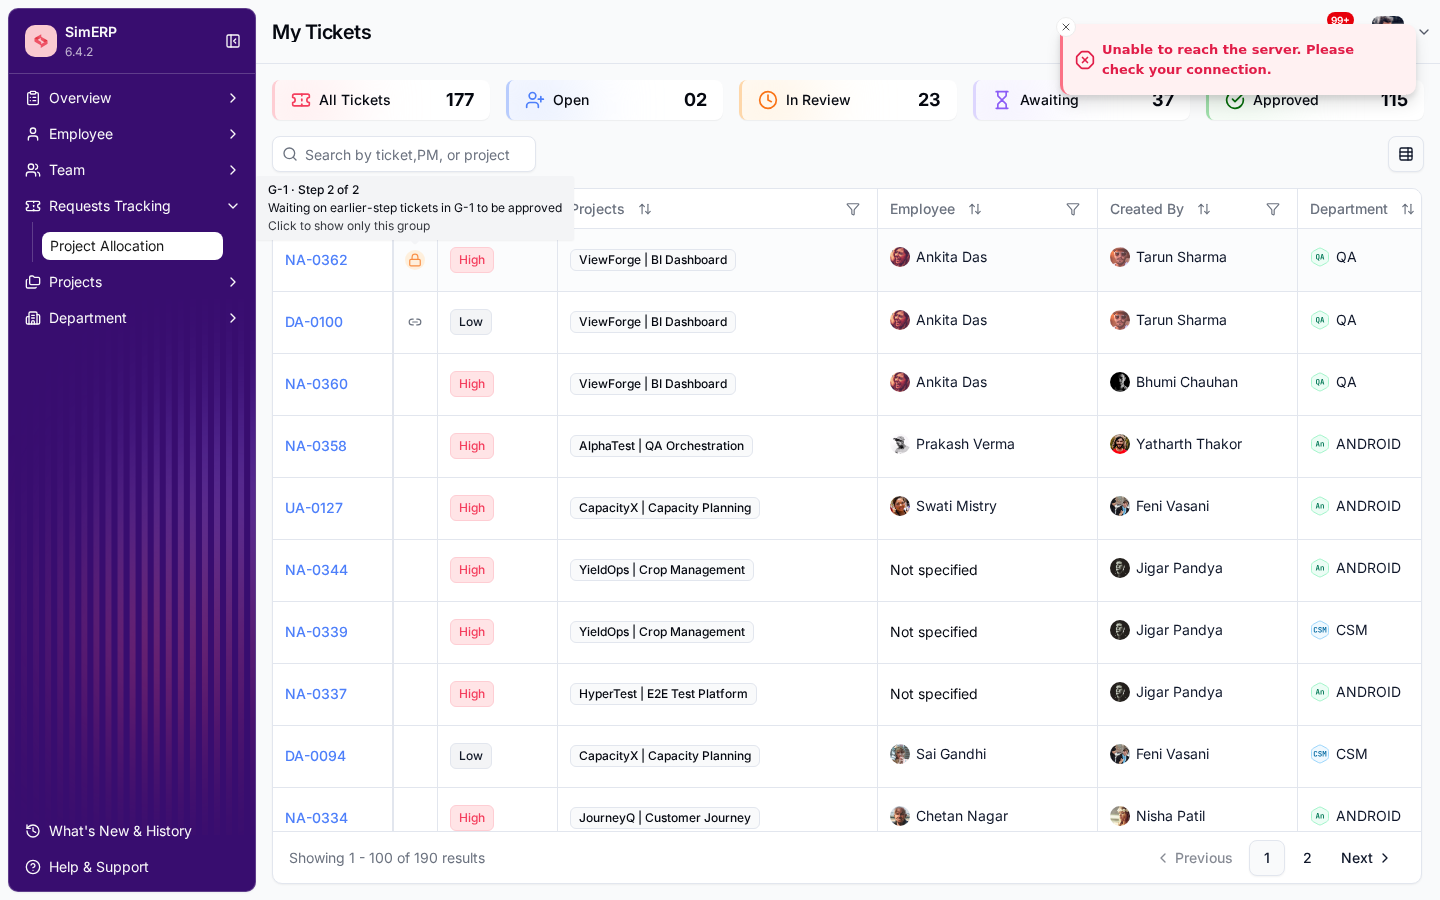 SimERP
6.4.2
Overview
Employee
Team
Requests Tracking
Project Allocation
Projects
Department
What's New & History
Help & Support
My Tickets
99+
Unable to reach the server. Please
check your connection.
All Tickets 177
Open 02
In Review 23
Awaiting 37
Approved 115
Search by ticket,PM, or project
G-1 · Step 2 of 2
Waiting on earlier-step tickets in G-1 to be approved
Click to show only this group
Projects Employee Created By Department
NA-0362 High ViewForge | BI Dashboard Ankita Das Tarun Sharma QA QA
DA-0100 Low ViewForge | BI Dashboard Ankita Das Tarun Sharma QA QA
NA-0360 High ViewForge | BI Dashboard Ankita Das Bhumi Chauhan QA QA
NA-0358 High AlphaTest | QA Orchestration Prakash Verma Yatharth Thakor An ANDROID
UA-0127 High CapacityX | Capacity Planning Swati Mistry Feni Vasani An ANDROID
NA-0344 High YieldOps | Crop Management Not specified Jigar Pandya An ANDROID
NA-0339 High YieldOps | Crop Management Not specified Jigar Pandya CSM CSM
NA-0337 High HyperTest | E2E Test Platform Not specified Jigar Pandya An ANDROID
DA-0094 Low CapacityX | Capacity Planning Sai Gandhi Feni Vasani CSM CSM
NA-0334 High JourneyQ | Customer Journey Chetan Nagar Nisha Patil An ANDROID
Showing 1 - 100 of 190 results
Previous 1 2 Next